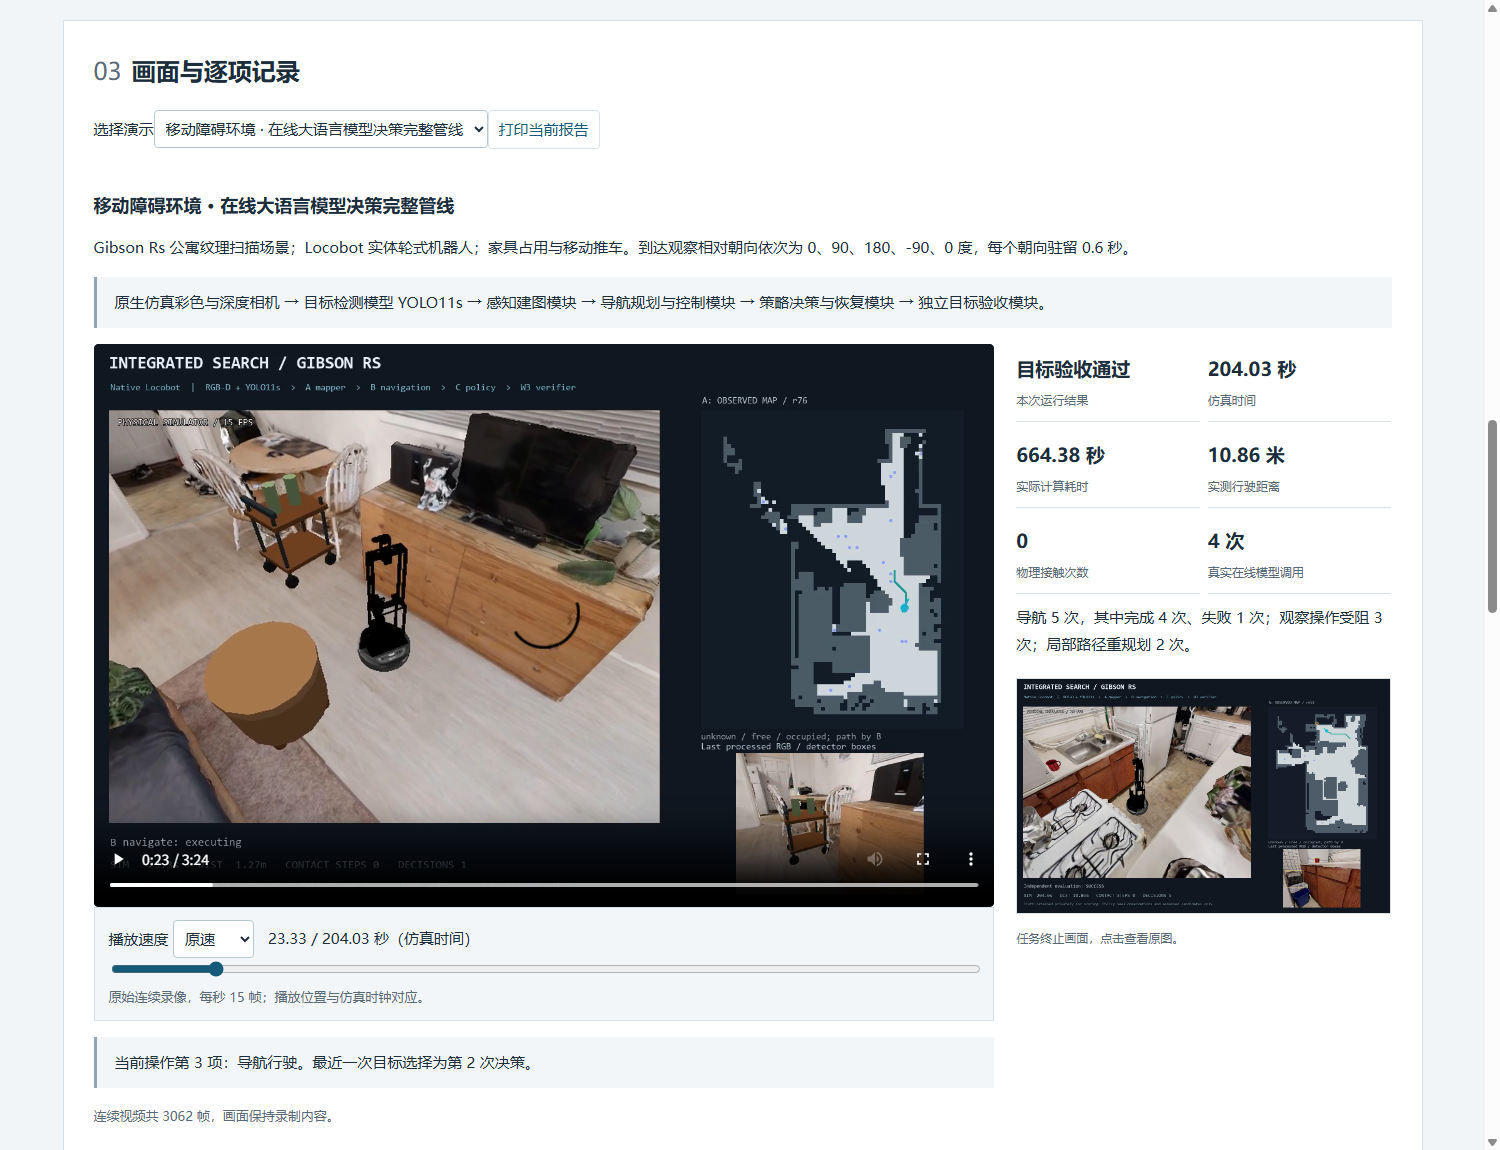 03 画面与逐项记录
选择演示 移动障碍环境 · 在线大语言模型决策完整管线 打印当前报告
移动障碍环境 • 在线大语言模型决策完整管线
Gibson Rs 公寓纹理扫描场景；Locobot 实体轮式机器人；家具占用与移动推车。到达观察相对朝向依次为 0、90、180、-90、0 度，每个朝向驻留 0.6 秒。
原生仿真彩色与深度相机 → 目标检测模型 YOLO11s → 感知建图模块 → 导航规划与控制模块 → 策略决策与恢复模块 → 独立目标验收模块。
INTEGRATED SEARCH / GIBSON RS
Native Locobot | RGB-D + YOLO11s > A mapper > B navigation > C policy > W3 verifier
PHYSICAL SIMULATOR / 15 FPS
A: OBSERVED MAP / r76
unknown / free / occupied; path by B
Last processed RGB / detector boxes
B navigate: executing
1.27m CONTACT STEPS 0 DECISIONS 1
0:23 / 3:24
目标验收通过
本次运行结果
204.03 秒
仿真时间
664.38 秒
实际计算耗时
10.86 米
实测行驶距离
0
物理接触次数
4 次
真实在线模型调用
导航 5 次，其中完成 4 次、失败 1 次；观察操作受阻 3
次；局部路径重规划 2 次。
INTEGRATED SEARCH / GIBSON RS
Independent evaluation: SUCCESS
任务终止画面，点击查看原图。
播放速度 原速 23.33 / 204.03 秒（仿真时间）
原始连续录像，每秒 15 帧；播放位置与仿真时钟对应。
当前操作第 3 项：导航行驶。最近一次目标选择为第 2 次决策。
连续视频共 3062 帧，画面保持录制内容。